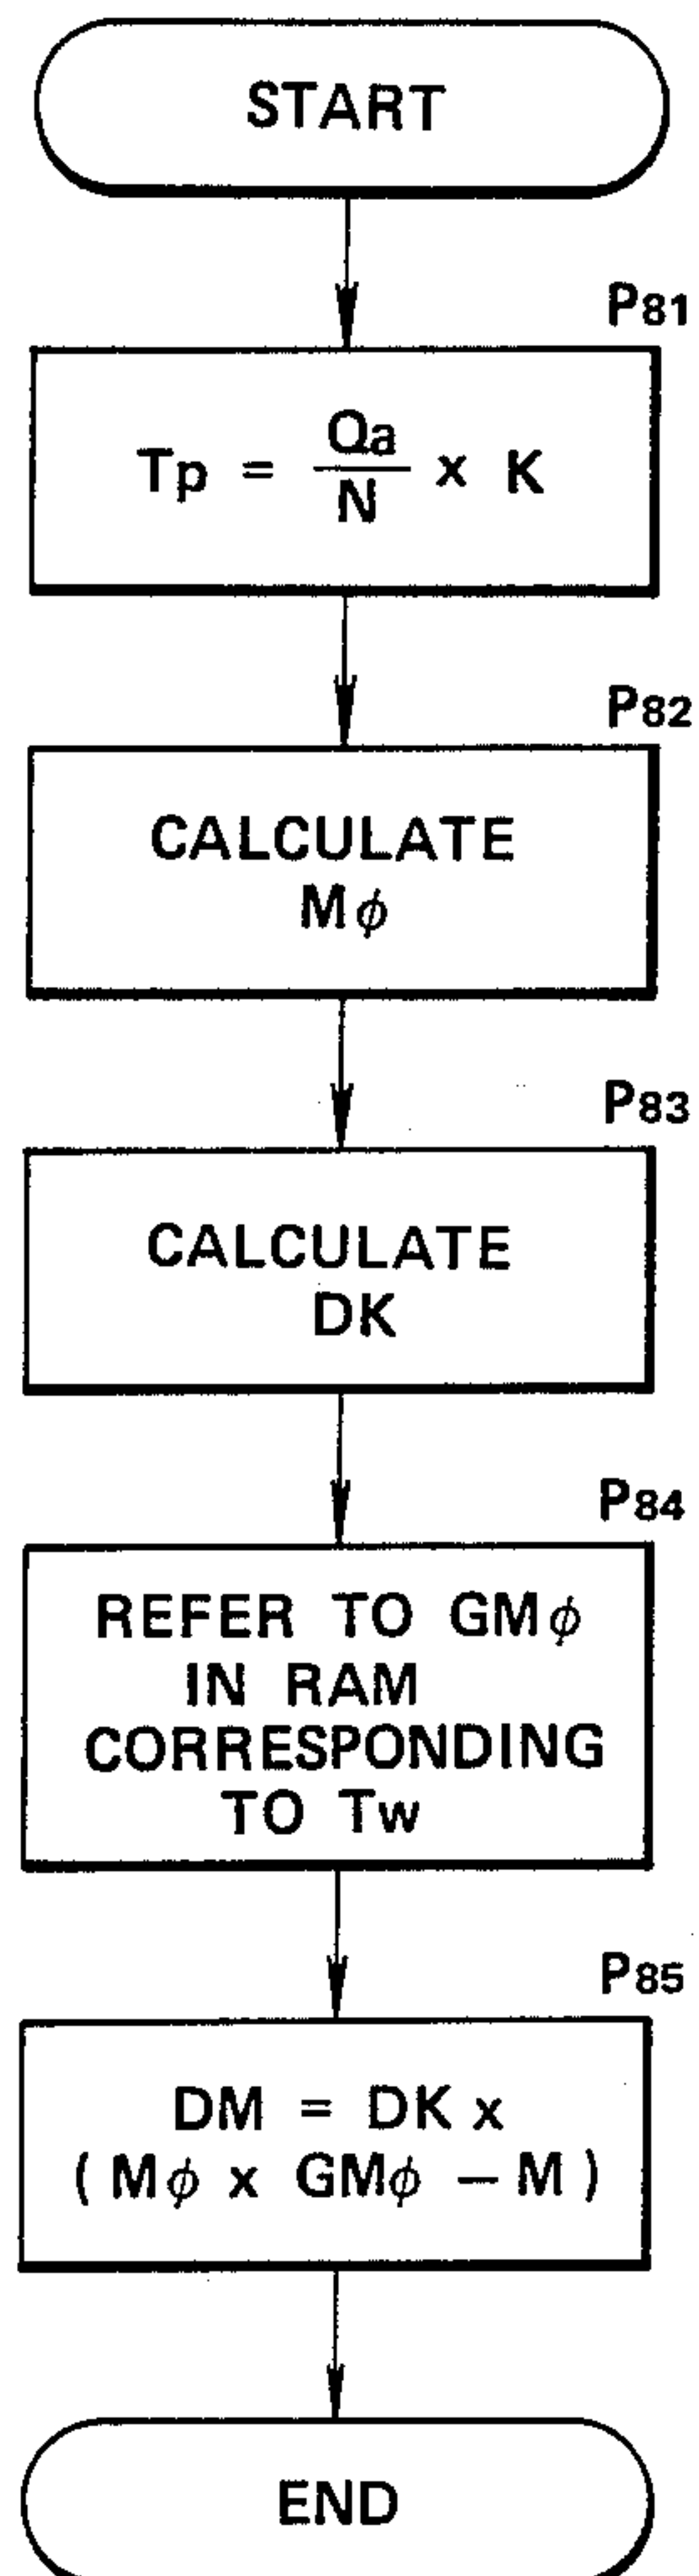 START
P81
Tp = Qa/N x K
P82
CALCULATE
Mϕ
P83
CALCULATE
DK
P84
REFER TO GMϕ
IN RAM
CORRESPONDING
TO Tw
P85
DM = DK x
( Mϕ x GMϕ – M )
END